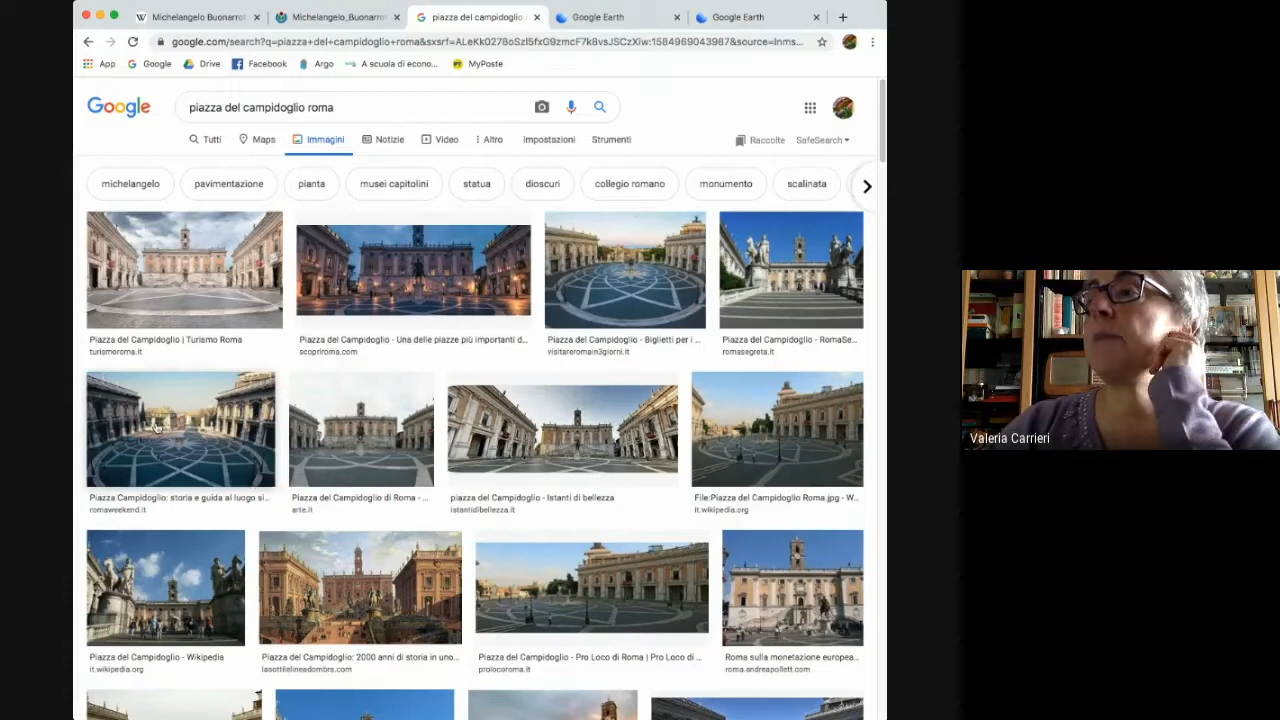 Michelangelo Buonarrot
Michelangelo_Buonarro
piazza del campidoglio
Google Earth
Google Earth
google.com/search?q=piazza+del+campidoglio+roma&sxsrf=
App
Google
Drive
Facebook
Argo
A scuola di econo...
MyPoste
Google
piazza del campidoglio roma
Tutti
Maps
Immagini
Notizie
Video
Altro
Impostazioni
Strumenti
Raccolte
SafeSearch
michelangelo
pavimentazione
pianta
musei capitolini
statua
dioscuri
collegio romano
monumento
scalinata
Piazza del Campidoglio | Turismo Roma
turismoroma.it
Piazza del Campidoglio - Una delle piazze più importanti d...
scopriroma.com
Piazza del Campidoglio - Biglietti per i ...
visitareromain3giorni.it
Piazza del Campidoglio - RomaSe...
romasegreta.it
Piazza Campidoglio: storia e guida al luogo si...
romaweekend.it
Piazza del Campidoglio di Roma - ...
arte.it
piazza del Campidoglio - Istanti di bellezza
istantidibellezza.it
File:Piazza del Campidoglio Roma.jpg - W...
it.wikipedia.org
Piazza del Campidoglio - Wikipedia
it.wikipedia.org
Piazza del Campidoglio: 2000 anni di storia in uno...
lasottilelineadombra.com
Piazza del Campidoglio - Pro Loco di Roma | Pro Loco di ...
prolocoroma.it
Roma sulla monetazione europea...
roma.andreapollett.com
Valeria Carrieri